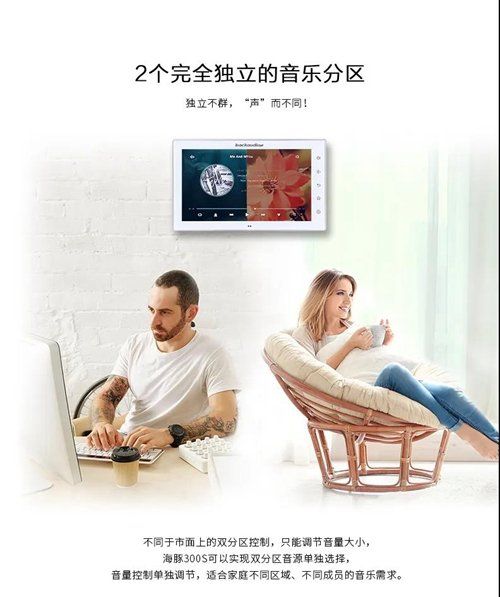 2个完全独立的音乐分区
独立不群，“声”而不同！
Me And White
不同于市面上的双分区控制，只能调节音量大小，
海豚300S可以实现双分区音源单独选择，
音量控制单独调节，适合家庭不同区域、不同成员的音乐需求。